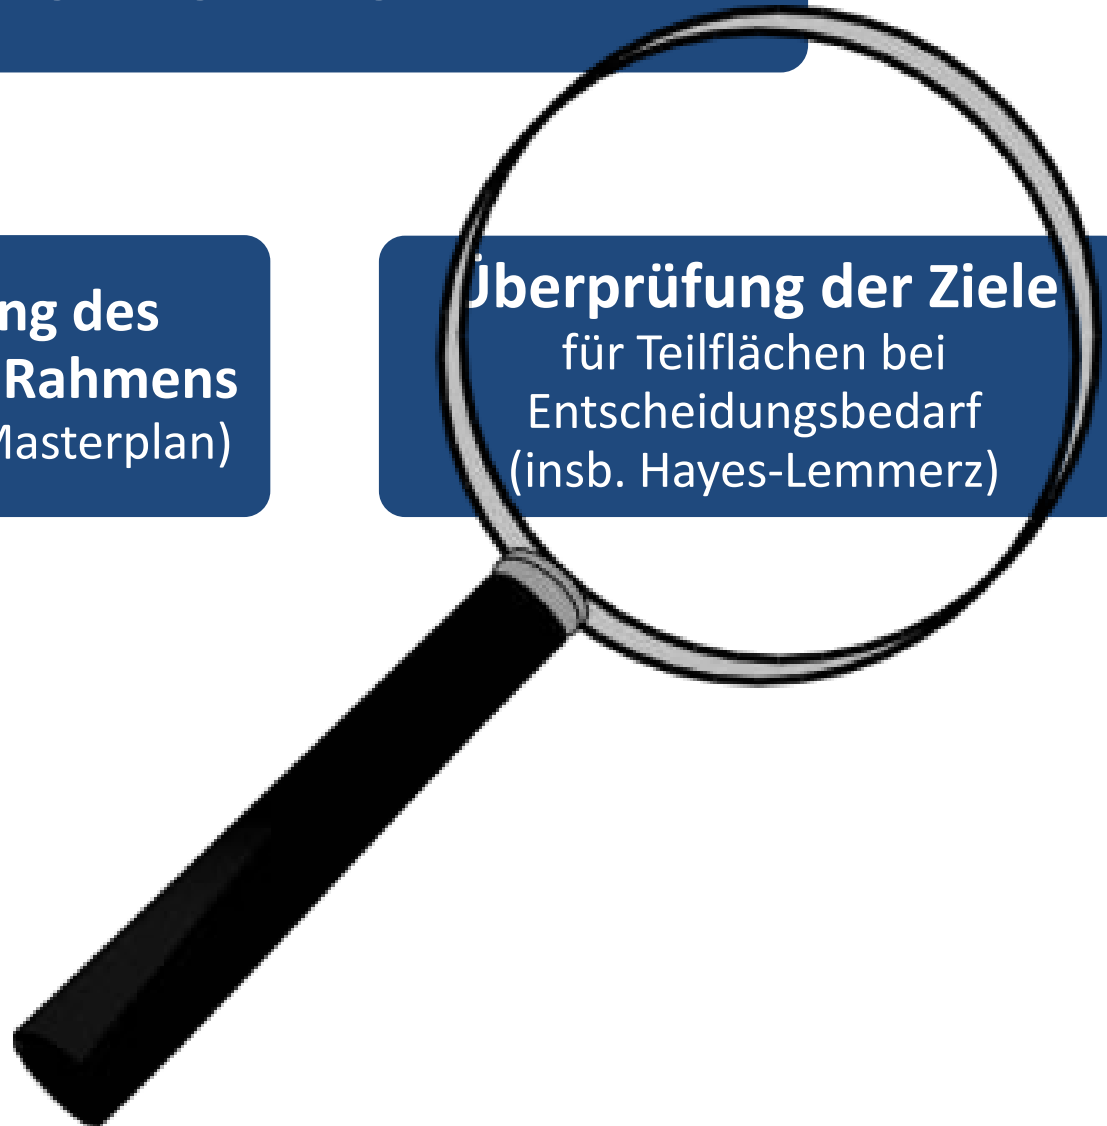 ng des
Rahmens
Masterplan)
Überprüfung der Ziele
für Teilflächen bei
Entscheidungsbedarf
(insb. Hayes-Lemmerz)